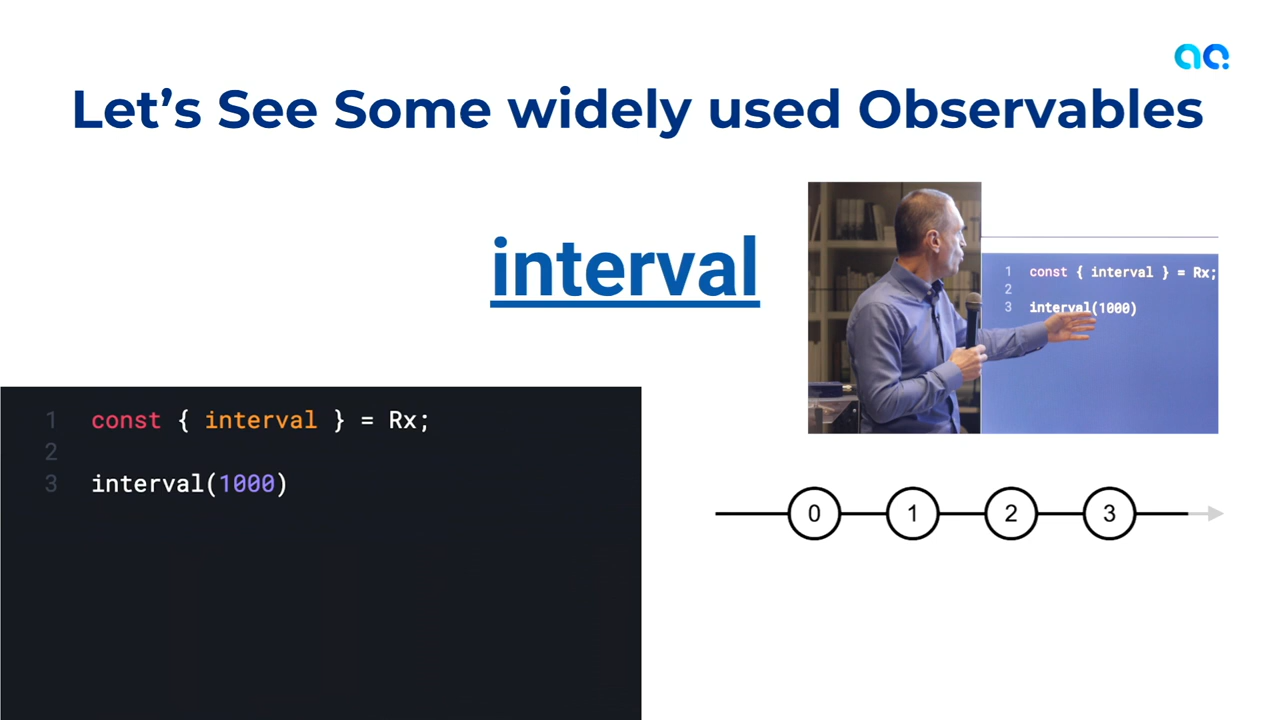 aQ.
Let's See Some widely used Observables
interval
1 const { interval } = Rx;
2
3 interval(1000)
1 const { interval } = Rx;
2
3 interval(1000)
0 1 2 3